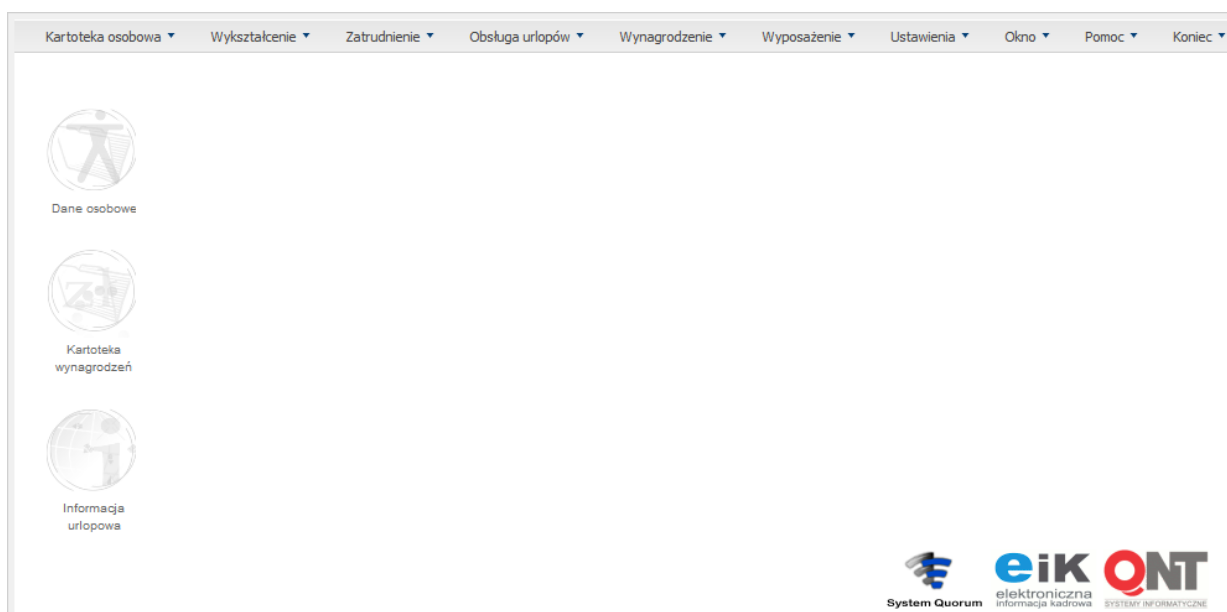 Kartoteka osobowa Wykształcenie Zatrudnienie Obsługa urlopów Wynagrodzenie Wyposażenie Ustawienia Okno Pomoc Koniec
Dane osobowe
Kartoteka
wynagrodzeń
Informacja
urlopowa
System Quorum
eiK
elektroniczna
informacja kadrowa
QNT
SYSTEMY INFORMATYCZNE